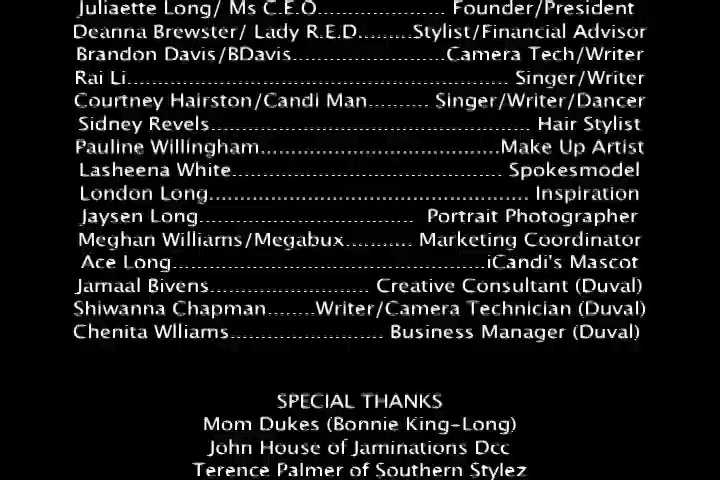 Juliaette Long/ Ms C.E.O..................... Founder/President
Deanna Brewster/ Lady R.E.D.........Stylist/Financial Advisor
Brandon Davis/BDavis.........................Camera Tech/Writer
Rai Li.............................................................. Singer/Writer
Courtney Hairston/Candi Man.......... Singer/Writer/Dancer
Sidney Revels..................................................... Hair Stylist
Pauline Willingham.......................................Make Up Artist
Lasheena White............................................ Spokesmodel
London Long.................................................... Inspiration
Jaysen Long................................... Portrait Photographer
Meghan Williams/Megabux........... Marketing Coordinator
Ace Long...................................................iCandi's Mascot
Jamaal Bivens.......................... Creative Consultant (Duval)
Shiwanna Chapman........Writer/Camera Technician (Duval)
Chenita Wlliams......................... Business Manager (Duval)
SPECIAL THANKS
Mom Dukes (Bonnie King-Long)
John House of Jaminations Dcc
Terence Palmer of Southern Stylez